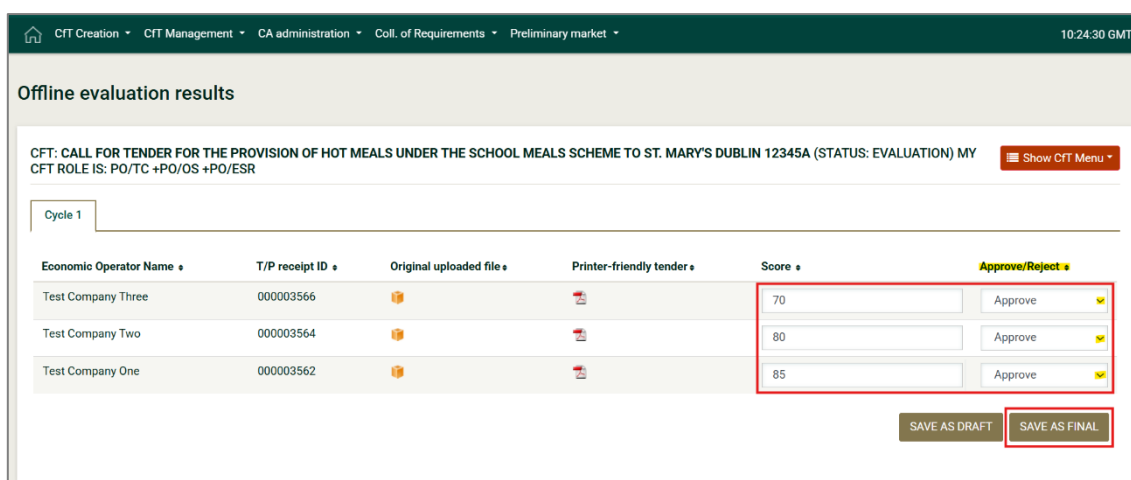 CfT Creation CfT Management CA administration Coll. of Requirements Preliminary market 10:24:30 GMT
Offline evaluation results
CFT: CALL FOR TENDER FOR THE PROVISION OF HOT MEALS UNDER THE SCHOOL MEALS SCHEME TO ST. MARY'S DUBLIN 12345A (STATUS: EVALUATION) MY
CFT ROLE IS: PO/TC +PO/OS +PO/ESR
Show CfT Menu
Cycle 1
Economic Operator Name T/P receipt ID Original uploaded file Printer-friendly tender Score Approve/Reject
Test Company Three 000003566 70 Approve
Test Company Two 000003564 80 Approve
Test Company One 000003562 85 Approve
SAVE AS DRAFT SAVE AS FINAL